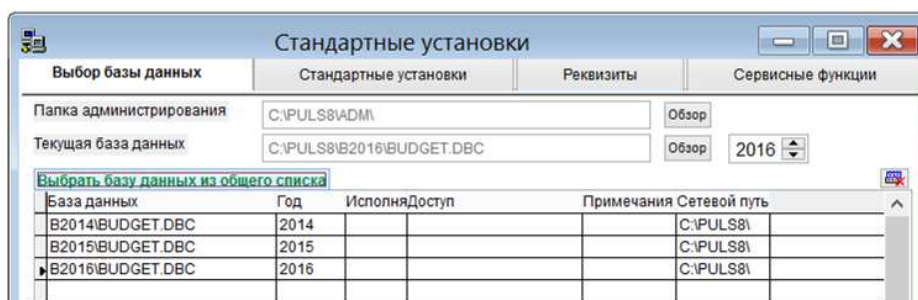 Стандартные установки
Выбор базы данных Стандартные установки Реквизиты Сервисные функции
Папка администрирования C:\PULS8\ADM\ Обзор
Текущая база данных C:\PULS8\B2016\BUDGET.DBC Обзор 2016
Выбрать базу данных из общего списка
База данных Год Исполня Доступ Примечания Сетевой путь
B2014\BUDGET.DBC 2014 C:\PULS8\
B2015\BUDGET.DBC 2015 C:\PULS8\
B2016\BUDGET.DBC 2016 C:\PULS8\